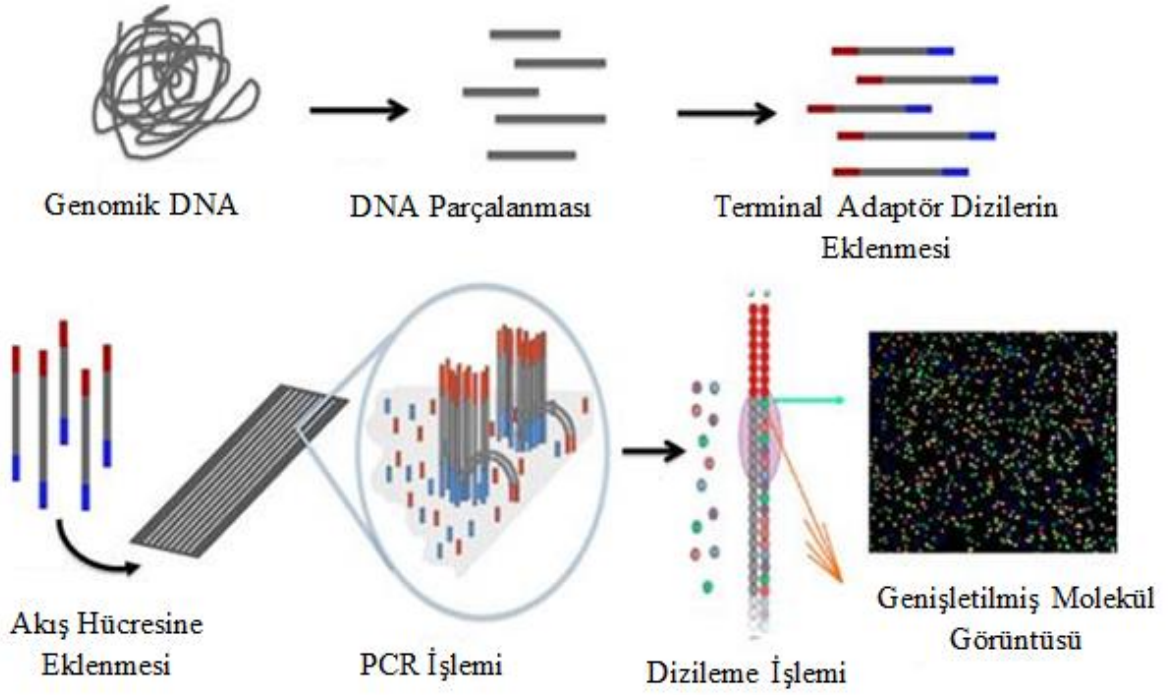 Genomik DNA
DNA Parçalanması
Terminal Adaptör Dizilerin
Eklenmesi
Akış Hücresine
Eklenmesi
PCR İşlemi
Dizileme İşlemi
Genişletilmiş Molekül
Görüntüsü